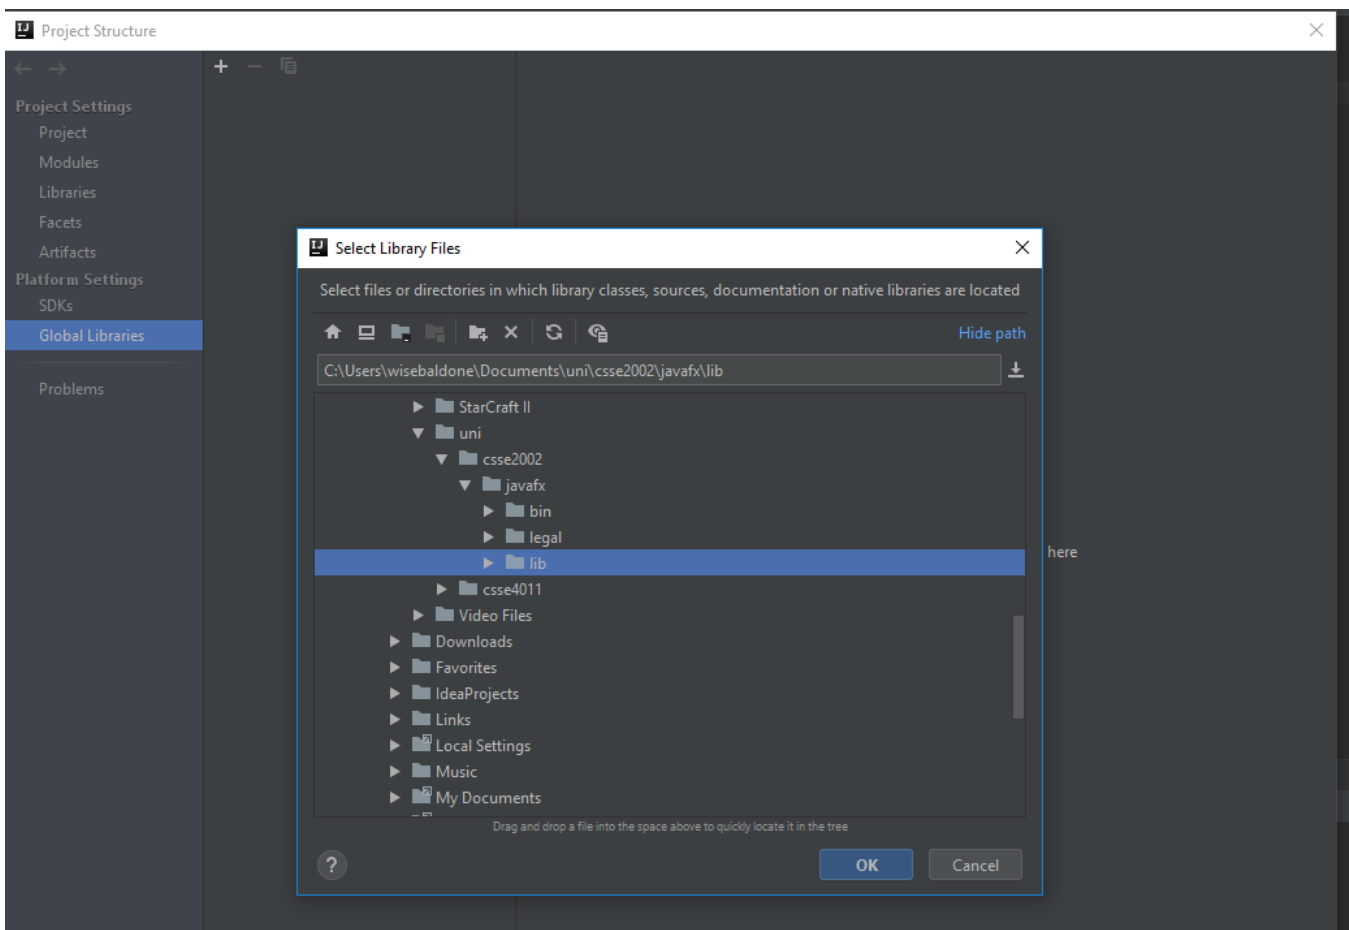 IJ Project Structure
Project Settings
Project
Modules
Libraries
Facets
Artifacts
Platform Settings
SDKs
Global Libraries
Problems
here
IJ Select Library Files
Select files or directories in which library classes, sources, documentation or native libraries are located
Hide path
C:\Users\wisebaldone\Documents\uni\csse2002\javafx\lib
StarCraft II
uni
csse2002
javafx
bin
legal
lib
csse4011
Video Files
Downloads
Favorites
IdeaProjects
Links
Local Settings
Music
My Documents
Drag and drop a file into the space above to quickly locate it in the tree
?
OK
Cancel